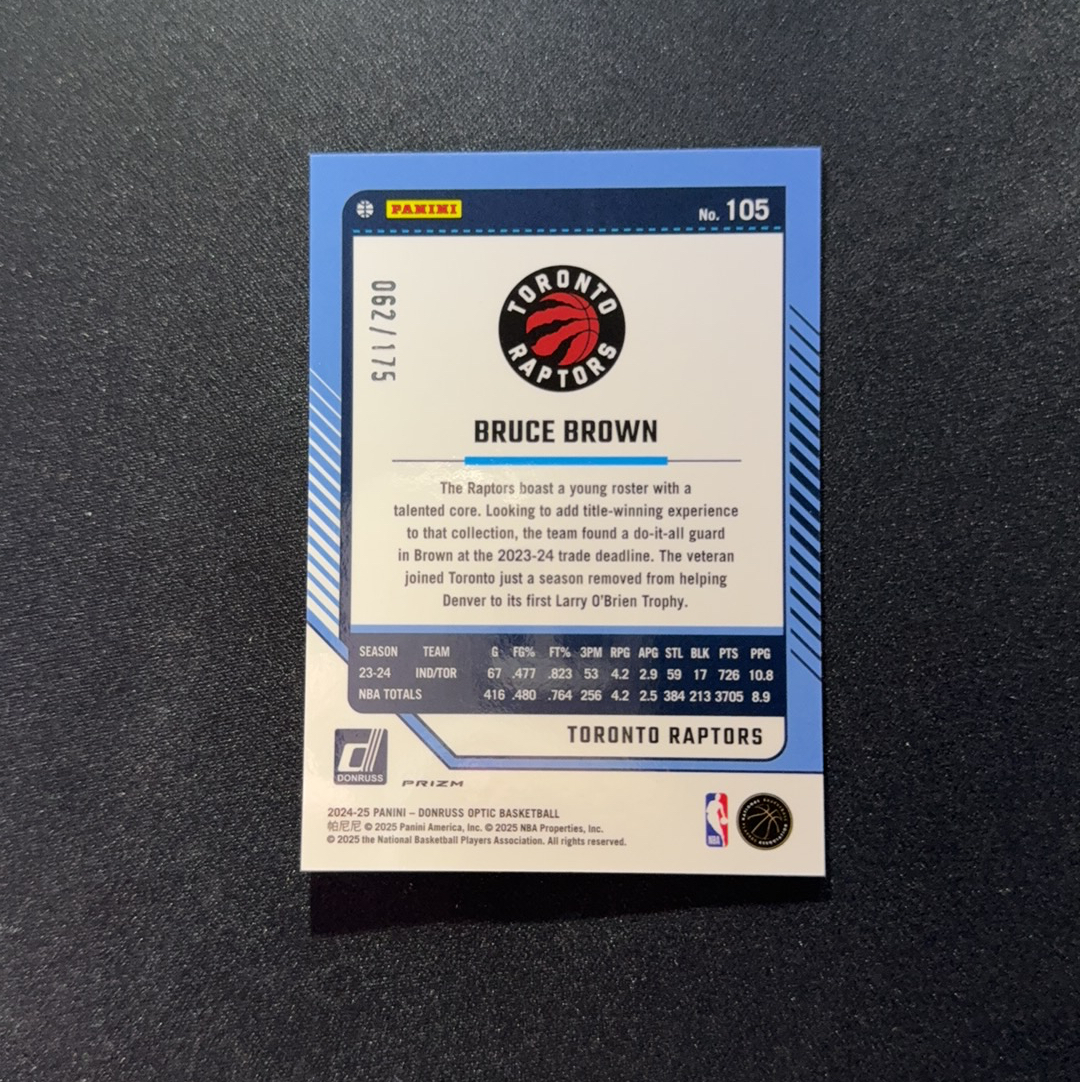 PANINI
No. 105
062/175
TORONTO
RAPTORS
BRUCE BROWN
The Raptors boast a young roster with a
talented core. Looking to add title-winning experience
to that collection, the team found a do-it-all guard
in Brown at the 2023-24 trade deadline. The veteran
joined Toronto just a season removed from helping
Denver to its first Larry O'Brien Trophy.
SEASON TEAM G FG% FT% 3PM RPG APG STL BLK PTS PPG
23-24 IND/TOR 67 .477 .823 53 4.2 2.9 59 17 726 10.8
NBA TOTALS 416 .480 .764 256 4.2 2.5 384 213 3705 8.9
TORONTO RAPTORS
d
DONRUSS
PRIZM
2024-25 PANINI – DONRUSS OPTIC BASKETBALL
帕尼尼 © 2025 Panini America, Inc. © 2025 NBA Properties, Inc.
© 2025 the National Basketball Players Association. All rights reserved.
NBA
NATIONAL BASKETBALL PLAYERS ASSOCIATION